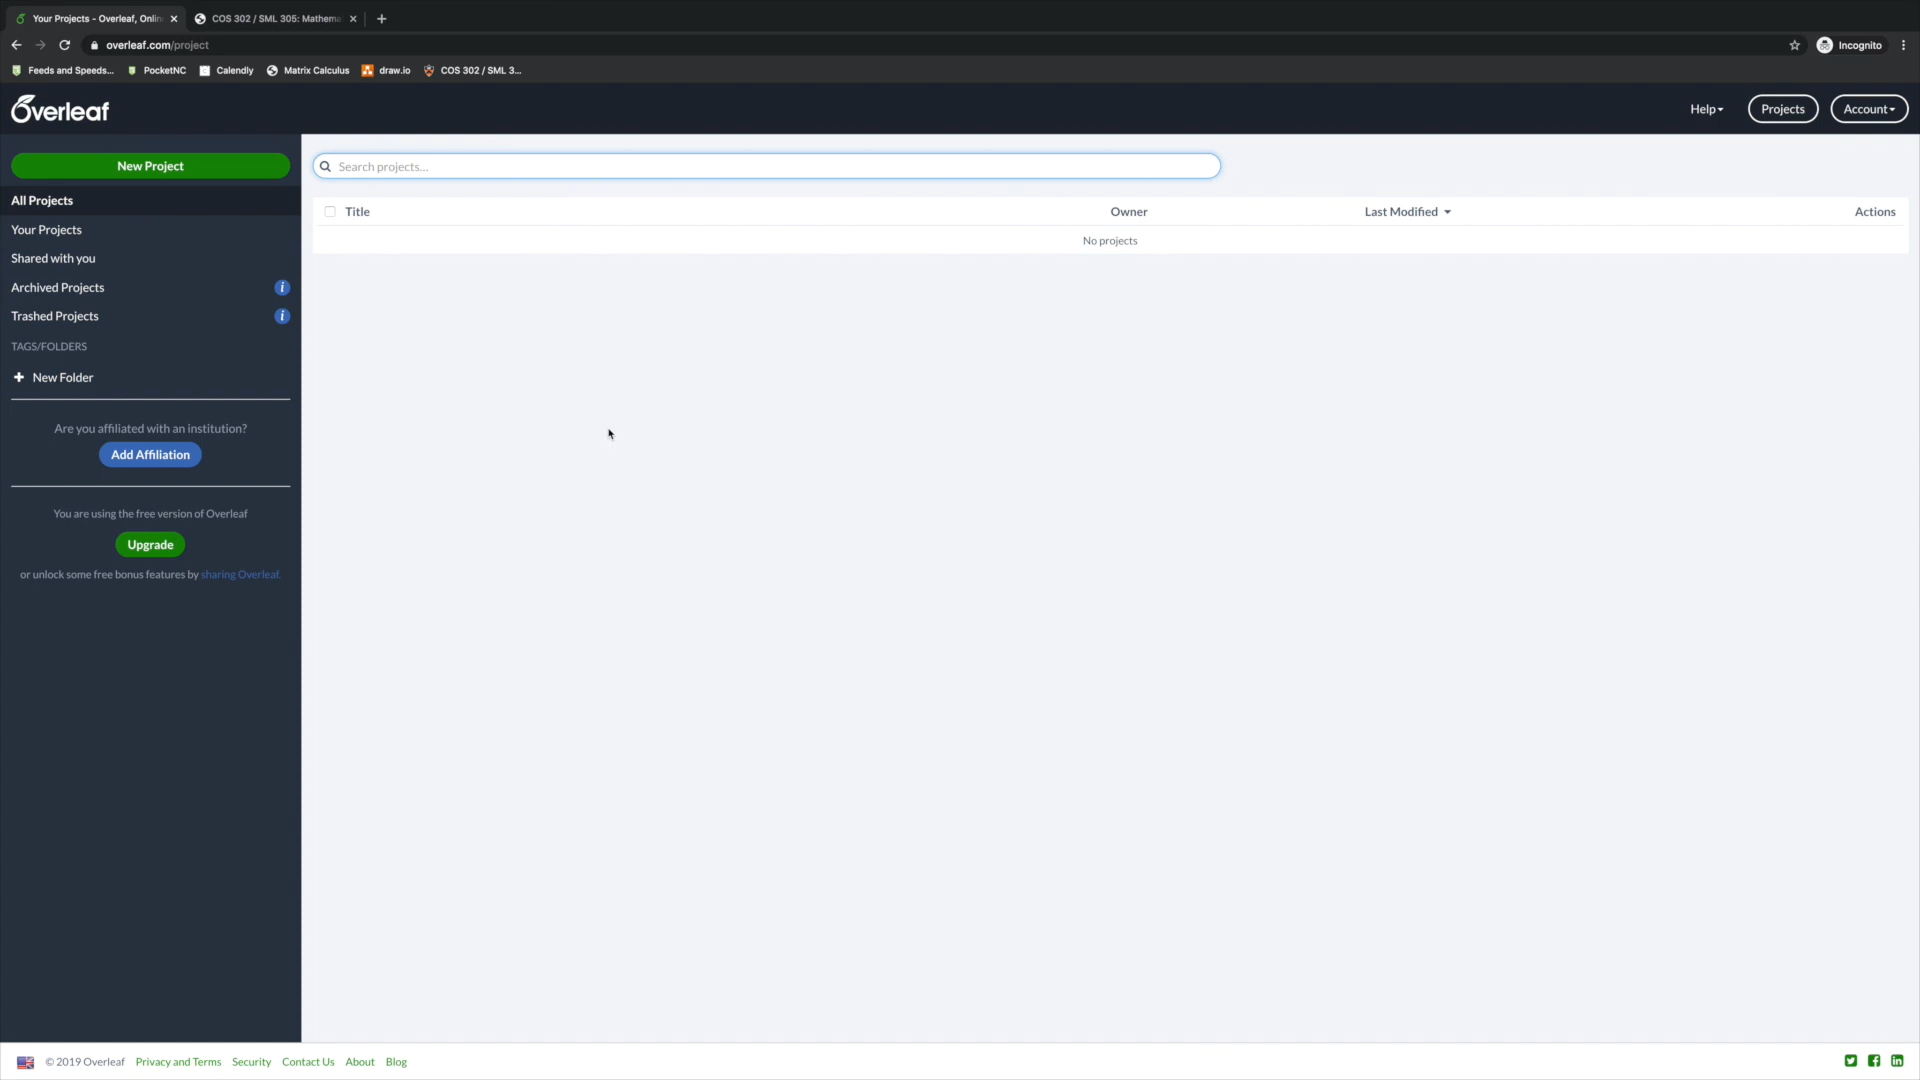 Your Projects - Overleaf, Onlin
COS 302 / SML 305: Mathema
overleaf.com/project
Incognito
Feeds and Speeds...
PocketNC
Calendly
Matrix Calculus
draw.io
COS 302 / SML 3...
Overleaf
Help
Projects
Account
New Project
Search projects...
All Projects
Title
Owner
Last Modified
Actions
Your Projects
No projects
Shared with you
Archived Projects
i
Trashed Projects
i
TAGS/FOLDERS
New Folder
Are you affiliated with an institution?
Add Affiliation
You are using the free version of Overleaf
Upgrade
or unlock some free bonus features by sharing Overleaf.
© 2019 Overleaf
Privacy and Terms
Security
Contact Us
About
Blog